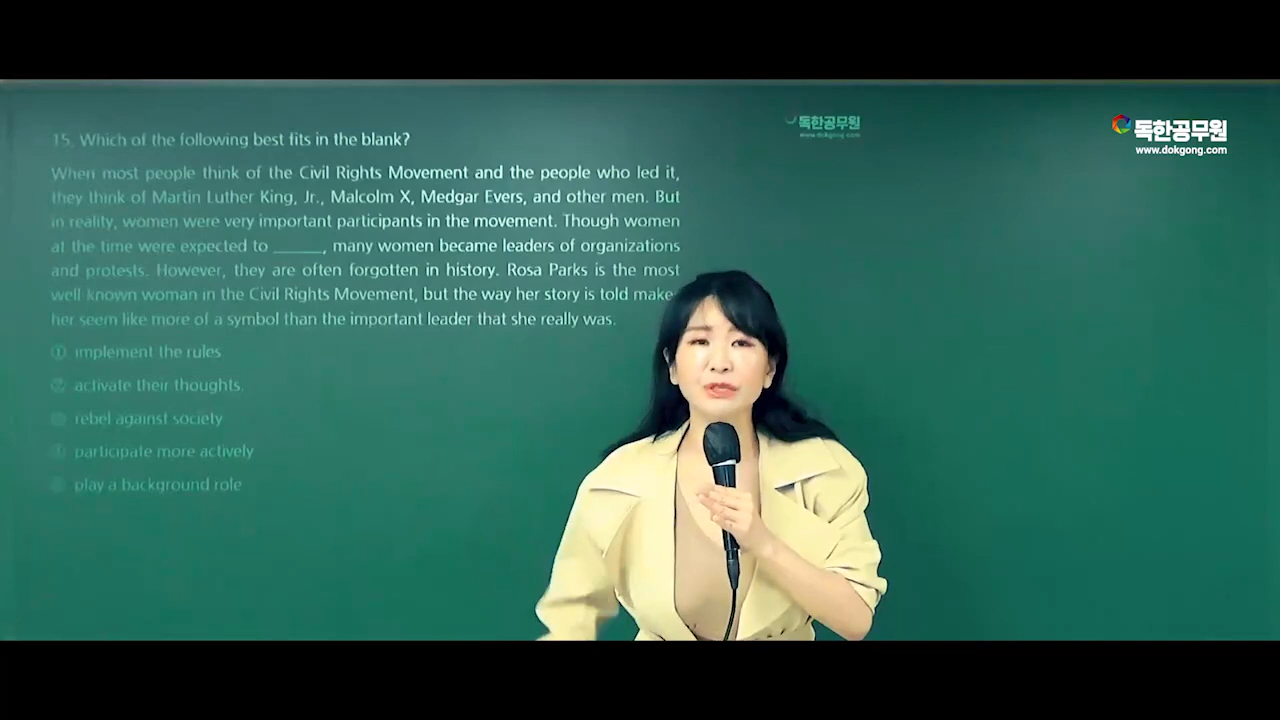 독한공무원
www.dokgong.com
독한공무원
www.dokgong.com
15. Which of the following best fits in the blank?
When most people think of the Civil Rights Movement and the people who led it,
they think of Martin Luther King, Jr., Malcolm X, Medgar Evers, and other men. But
in reality, women were very important participants in the movement. Though women
at the time were expected to ______, many women became leaders of organizations
and protests. However, they are often forgotten in history. Rosa Parks is the most
well known woman in the Civil Rights Movement, but the way her story is told make
her seem like more of a symbol than the important leader that she really was.
① implement the rules
② activate their thoughts.
③ rebel against society
④ participate more actively
⑤ play a background role